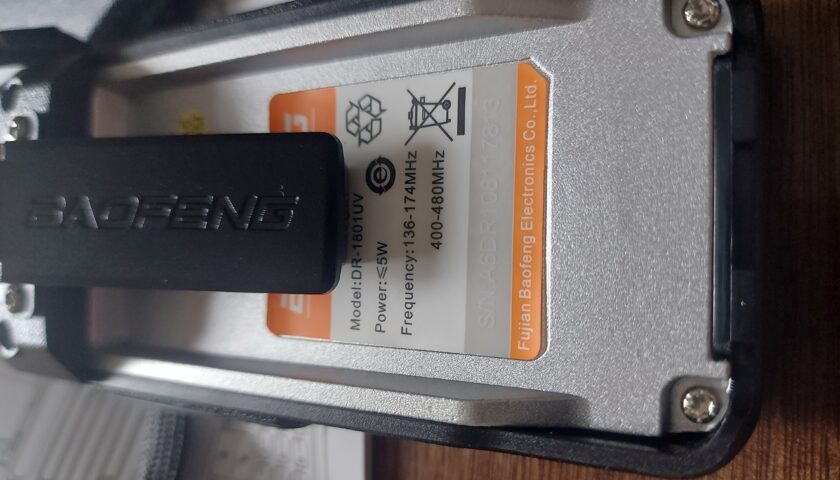 BAOFENG
Model:DR-1801UV
Power:≤5W
Frequency:136-174MHz
400-480MHz
Fujian Baofeng Electronics Co.,Ltd.